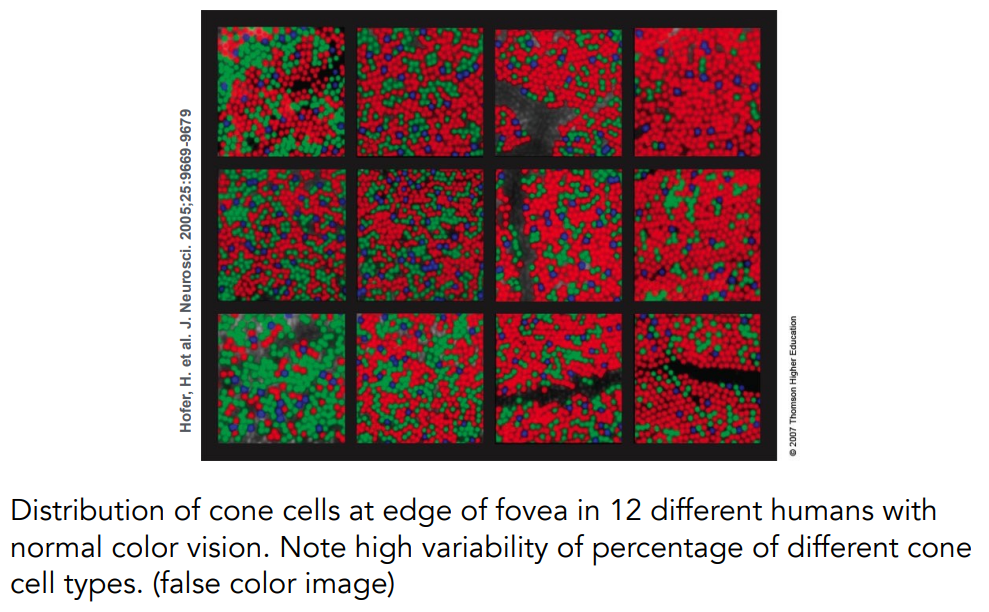 Hofer, H. et al. J. Neurosci. 2005;25:9669-9679
© 2007 Thomson Higher Education
Distribution of cone cells at edge of fovea in 12 different humans with
normal color vision. Note high variability of percentage of different cone
cell types. (false color image)